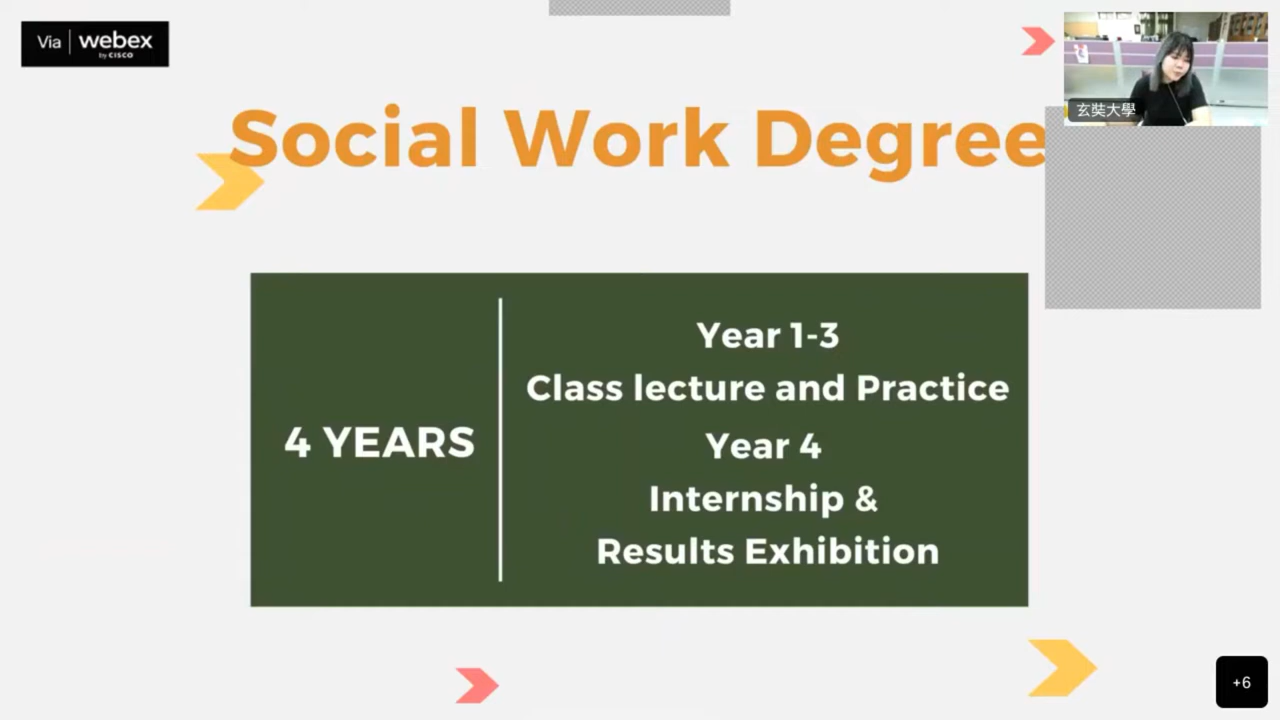 Via | webex
by CISCO
玄奘大學
Social Work Degree
4 YEARS
Year 1-3
Class lecture and Practice
Year 4
Internship &
Results Exhibition
+6